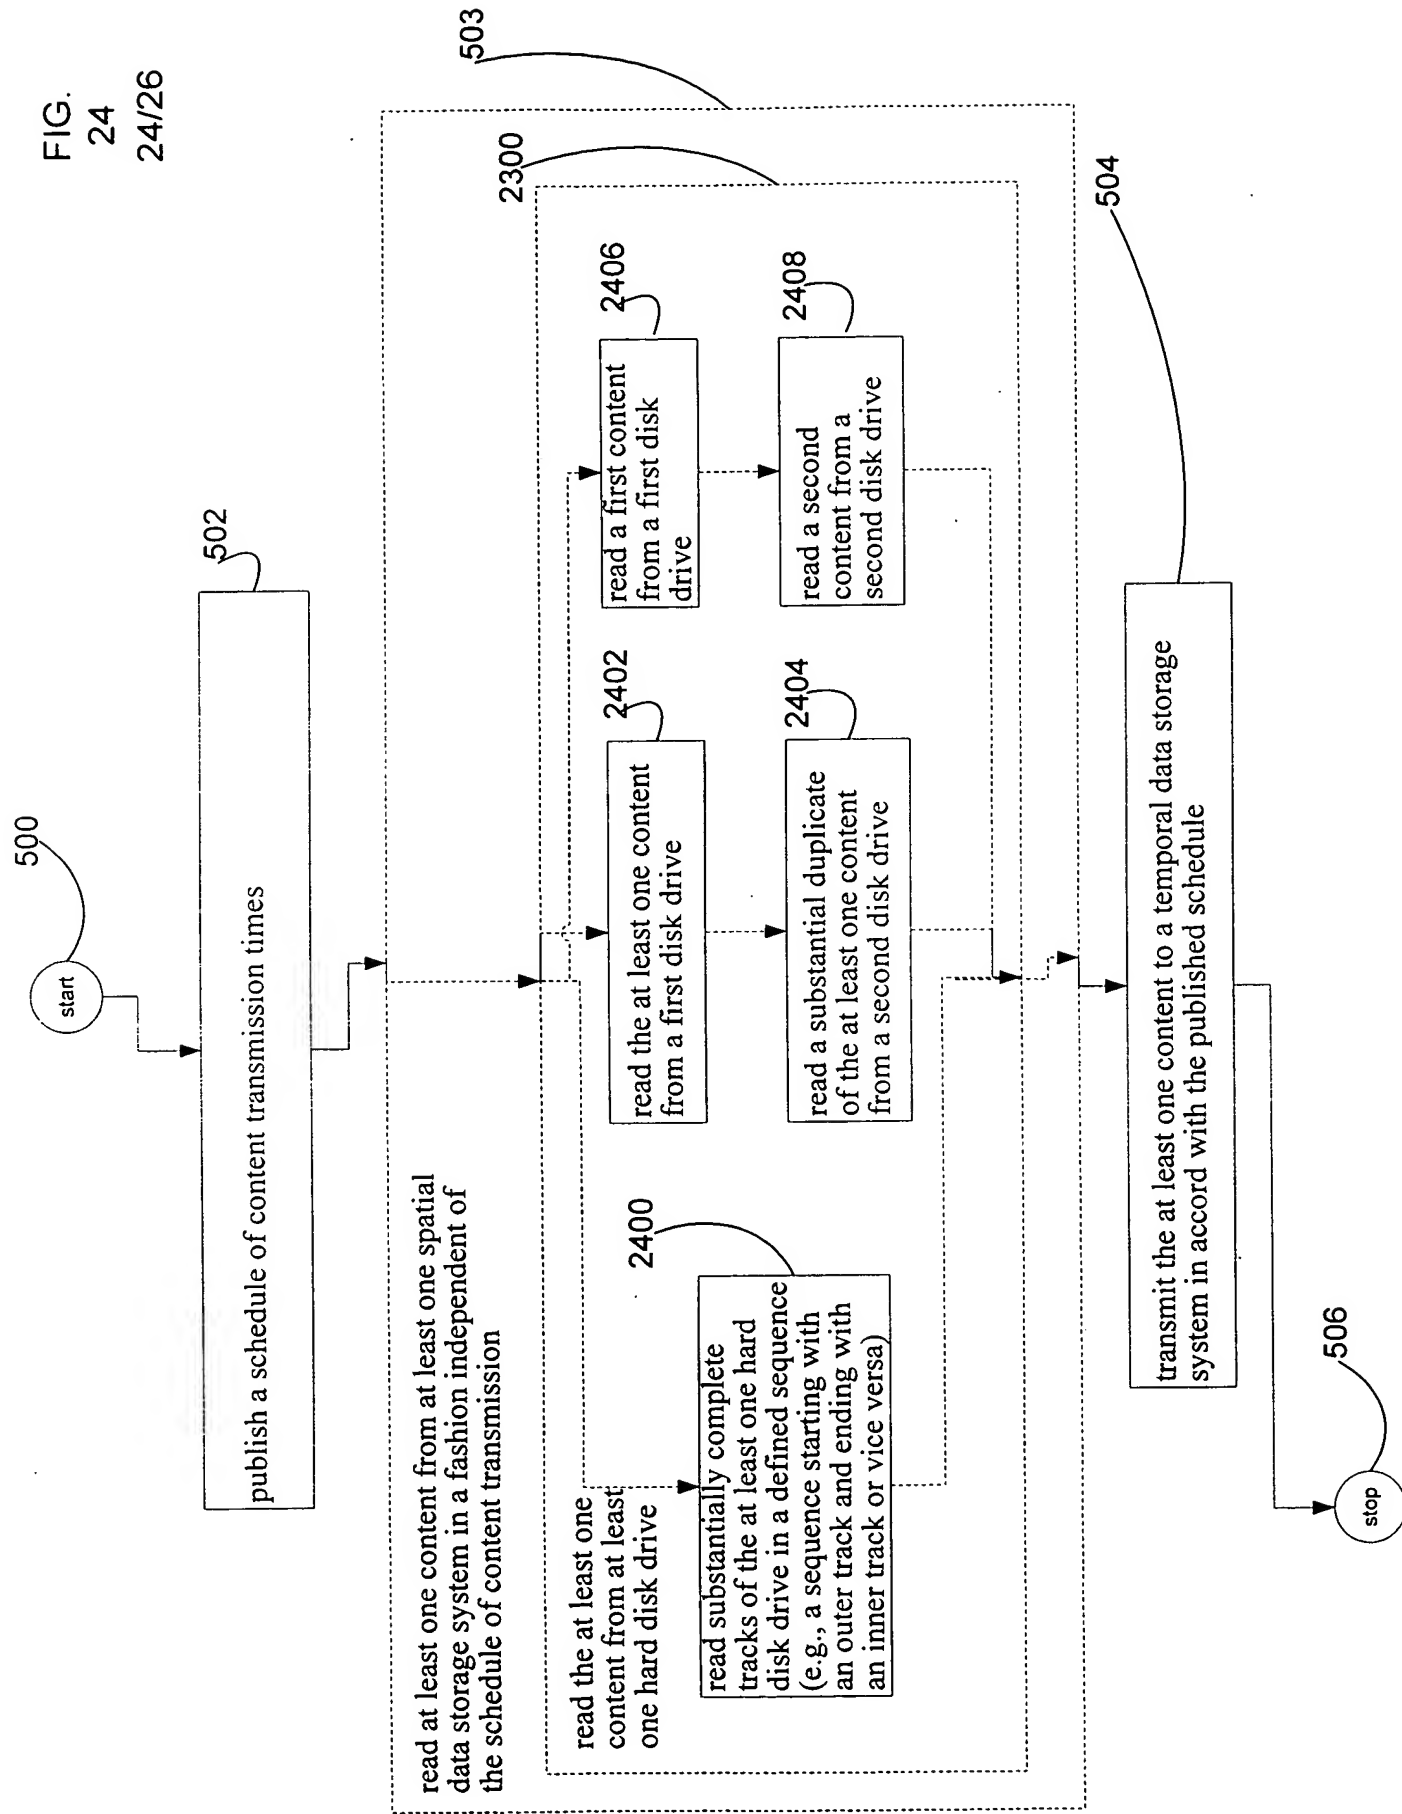 FIG.
24
24/26
500
start
502
publish a schedule of content transmission times
503
read at least one content from at least one spatial
data storage system in a fashion independent of
the schedule of content transmission
2300
read the at least one
content from at least
one hard disk drive
2400
read substantially complete
tracks of the at least one hard
disk drive in a defined sequence
(e.g., a sequence starting with
an outer track and ending with
an inner track or vice versa)
2402
read the at least one content
from a first disk drive
2404
read a substantial duplicate
of the at least one content
from a second disk drive
2406
read a first content
from a first disk
drive
2408
read a second
content from a
second disk drive
504
transmit the at least one content to a temporal data storage
system in accord with the published schedule
506
stop